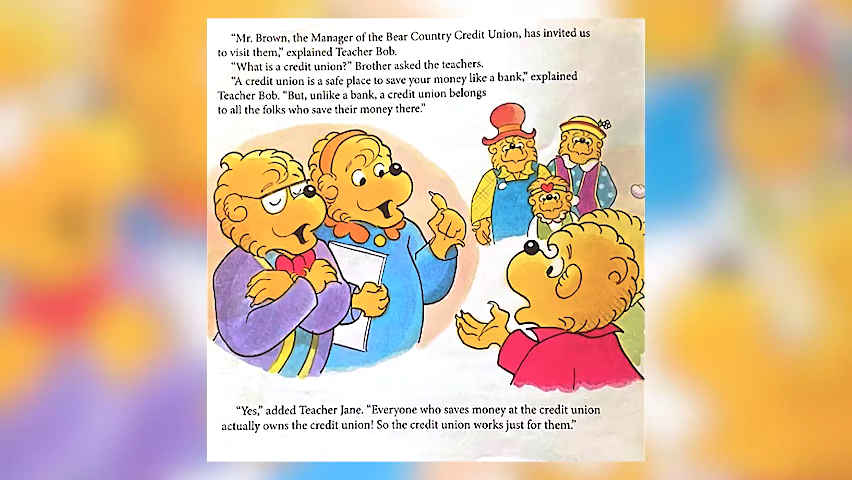 “Mr. Brown, the Manager of the Bear Country Credit Union, has invited us
to visit them,” explained Teacher Bob.
“What is a credit union?” Brother asked the teachers.
“A credit union is a safe place to save your money like a bank,” explained
Teacher Bob. “But, unlike a bank, a credit union belongs
to all the folks who save their money there.”
“Yes,” added Teacher Jane. “Everyone who saves money at the credit union
actually owns the credit union! So the credit union works just for them.”